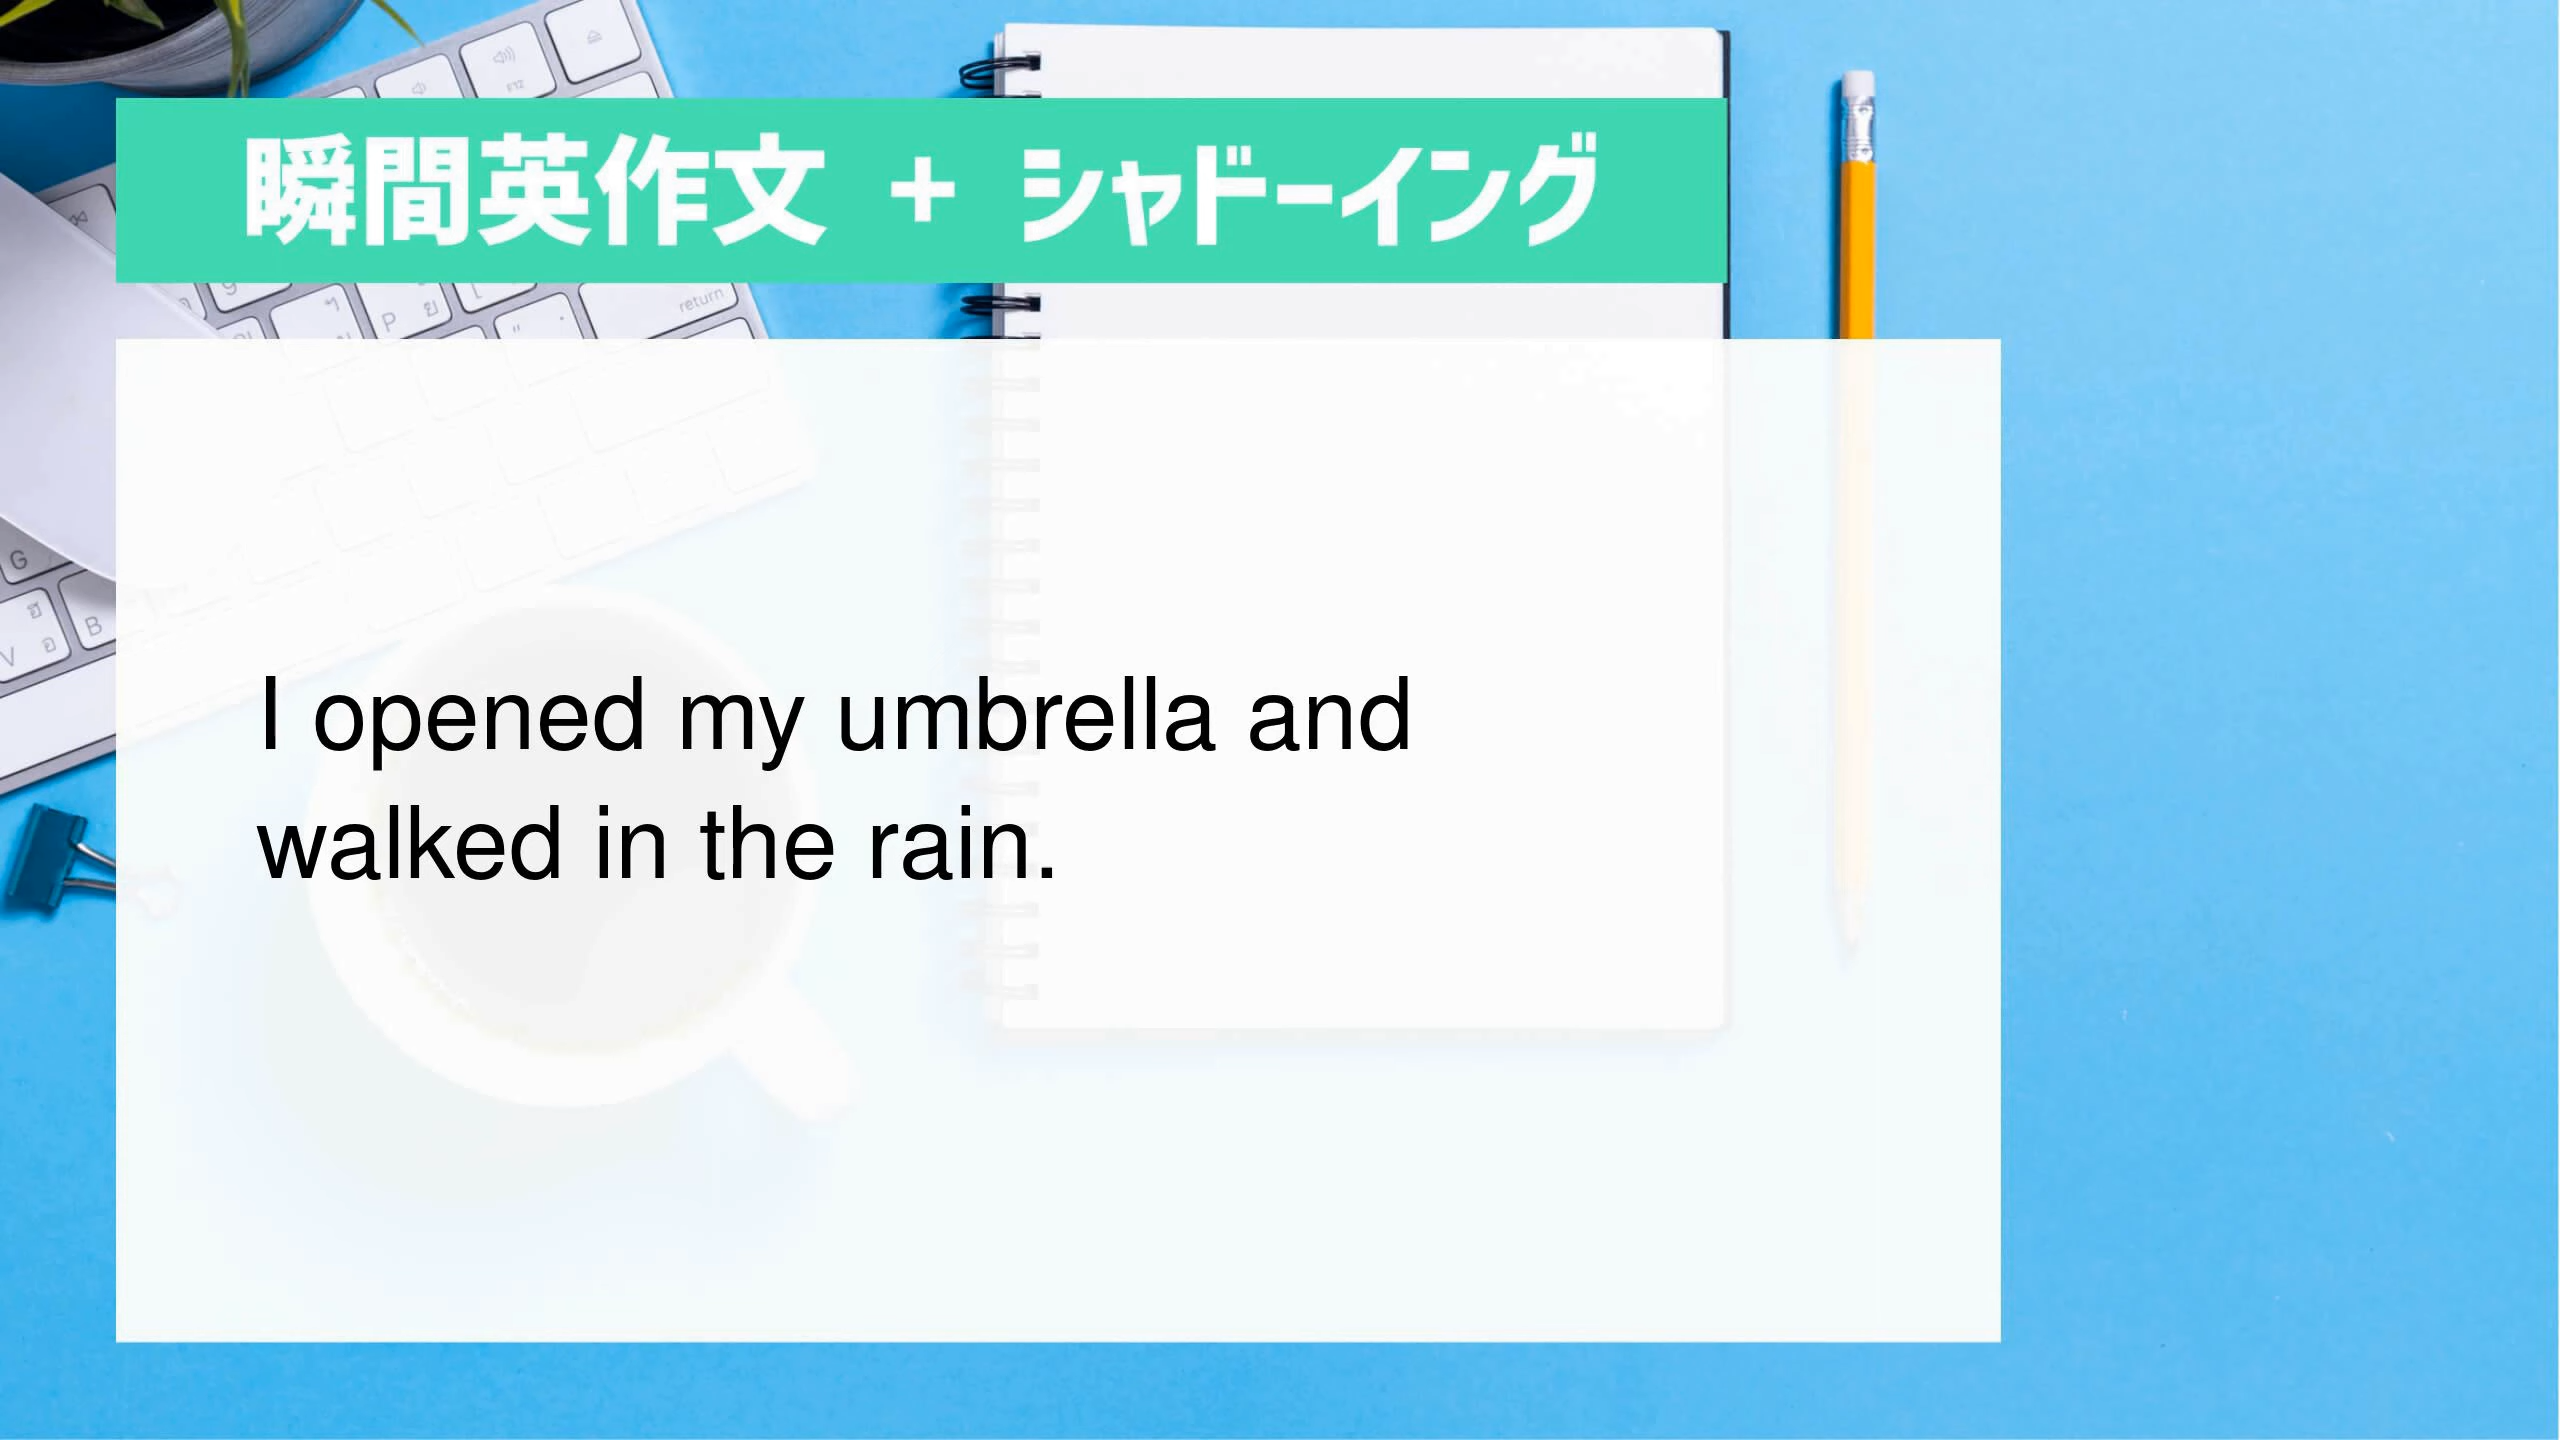 瞬間英作文 + シャドーイング
I opened my umbrella and
walked in the rain.